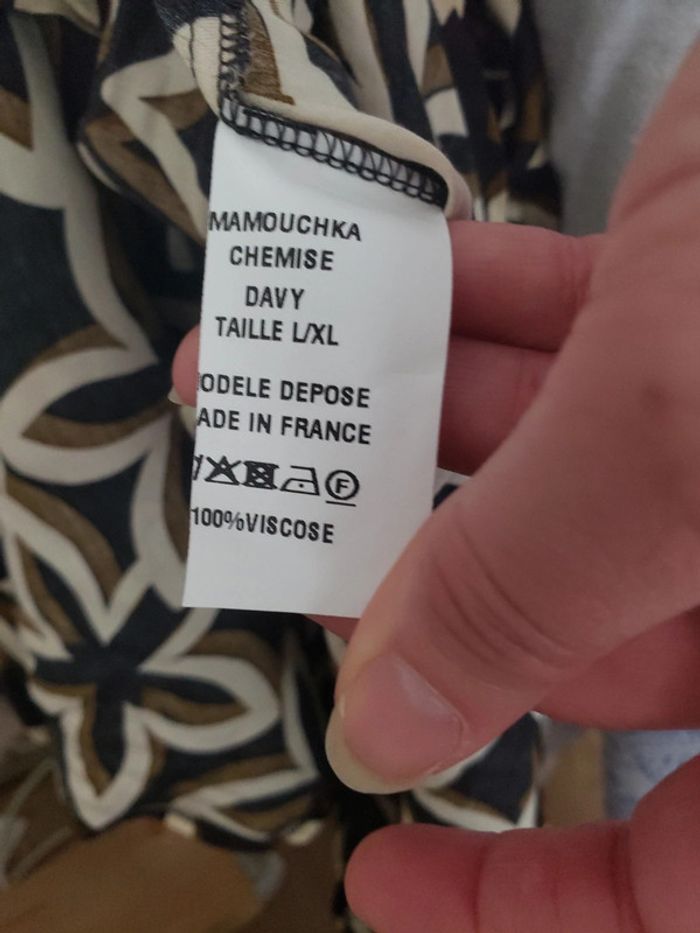 MAMOUCHKA
CHEMISE
DAVY
TAILLE L/XL
ODELE DEPOSE
ADE IN FRANCE
F
100%VISCOSE